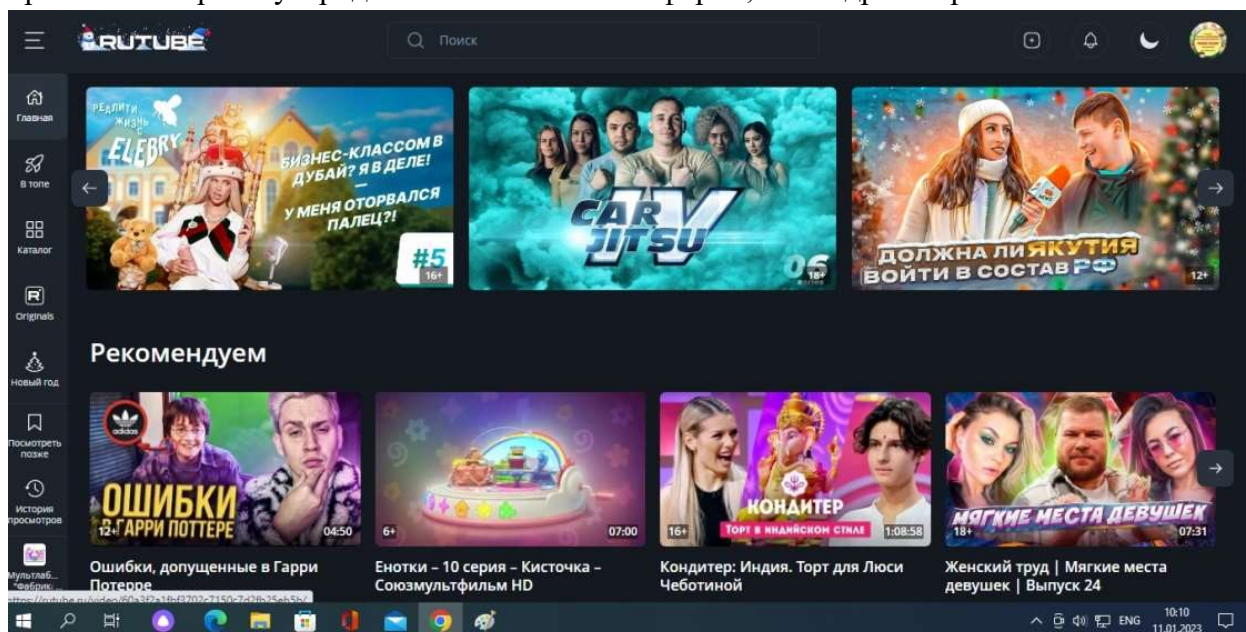 RUTUBE
Поиск
Главная
В топе
Каталог
Originals
Новый год
Посмотреть
позже
История
просмотров
Мультлаб...
"Фабрик
РЕАЛИТИ
ЖИЗНЬ
С
ELEBRY
БИЗНЕС-КЛАССОМ В
ДУБАЙ? Я В ДЕЛЕ!
—
У МЕНЯ ОТОРВАЛСЯ
ПАЛЕЦ?!
#5
16+
CAR
JITSU
IV
06
18+
ДОЛЖНА ЛИ ЯКУТИЯ
ВОЙТИ В СОСТАВ РФ
12+
Рекомендуем
adidas
ОШИБКИ
В ГАРРИ ПОТТЕРЕ
12+
04:50
6+
07:00
КОНДИТЕР
ТОРТ В ИНДИЙСКОМ СТИЛЕ
16+
1:08:58
МЯГКИЕ МЕСТА ДЕВУШЕК
18+
07:31
Ошибки, допущенные в Гарри
Потерре
Енотки – 10 серия – Кисточка –
Союзмультфильм HD
Кондитер: Индия. Торт для Люси
Чеботиной
Женский труд | Мягкие места
девушек | Выпуск 24
ENG
10:10
11.01.2023